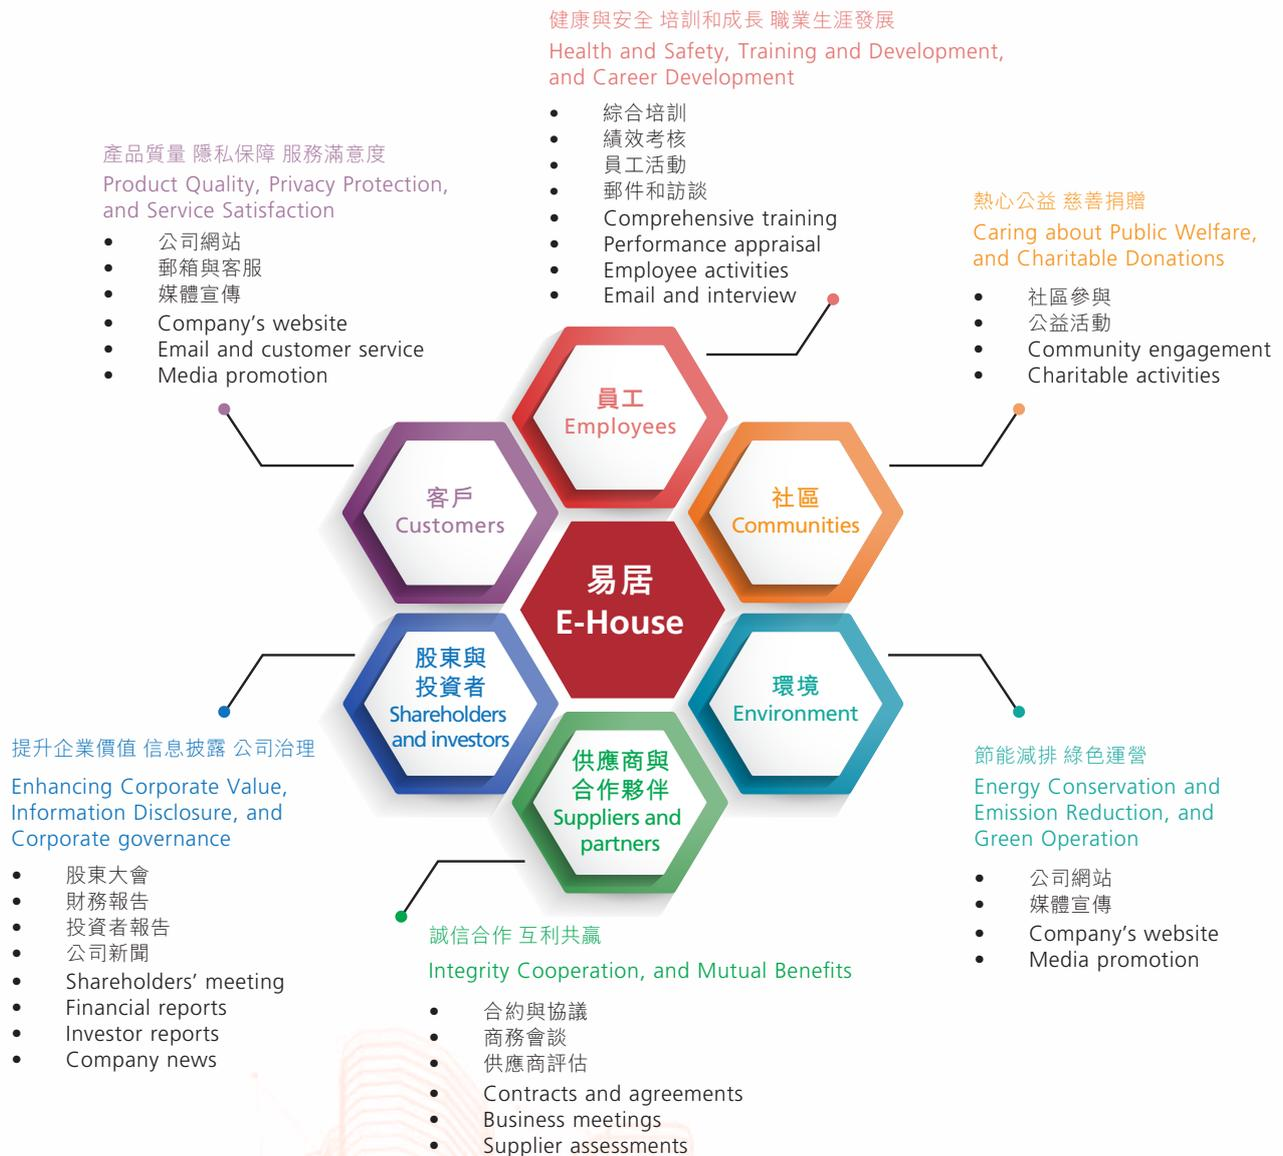 健康與安全 培訓和成長 職業生涯發展
Health and Safety, Training and Development,
and Career Development
• 綜合培訓
• 績效考核
• 員工活動
• 郵件和訪談
• Comprehensive training
• Performance appraisal
• Employee activities
• Email and interview
產品質量 隱私保障 服務滿意度
Product Quality, Privacy Protection,
and Service Satisfaction
• 公司網站
• 郵箱與客服
• 媒體宣傳
• Company's website
• Email and customer service
• Media promotion
熱心公益 慈善捐贈
Caring about Public Welfare,
and Charitable Donations
• 社區參與
• 公益活動
• Community engagement
• Charitable activities
員工
Employees
客戶
Customers
社區
Communities
易居
E-House
股東與
投資者
Shareholders
and investors
環境
Environment
供應商與
合作夥伴
Suppliers and
partners
提升企業價值 信息披露 公司治理
Enhancing Corporate Value,
Information Disclosure, and
Corporate governance
• 股東大會
• 財務報告
• 投資者報告
• 公司新聞
• Shareholders' meeting
• Financial reports
• Investor reports
• Company news
節能減排 綠色運營
Energy Conservation and
Emission Reduction, and
Green Operation
• 公司網站
• 媒體宣傳
• Company's website
• Media promotion
誠信合作 互利共贏
Integrity Cooperation, and Mutual Benefits
• 合約與協議
• 商務會談
• 供應商評估
• Contracts and agreements
• Business meetings
• Supplier assessments